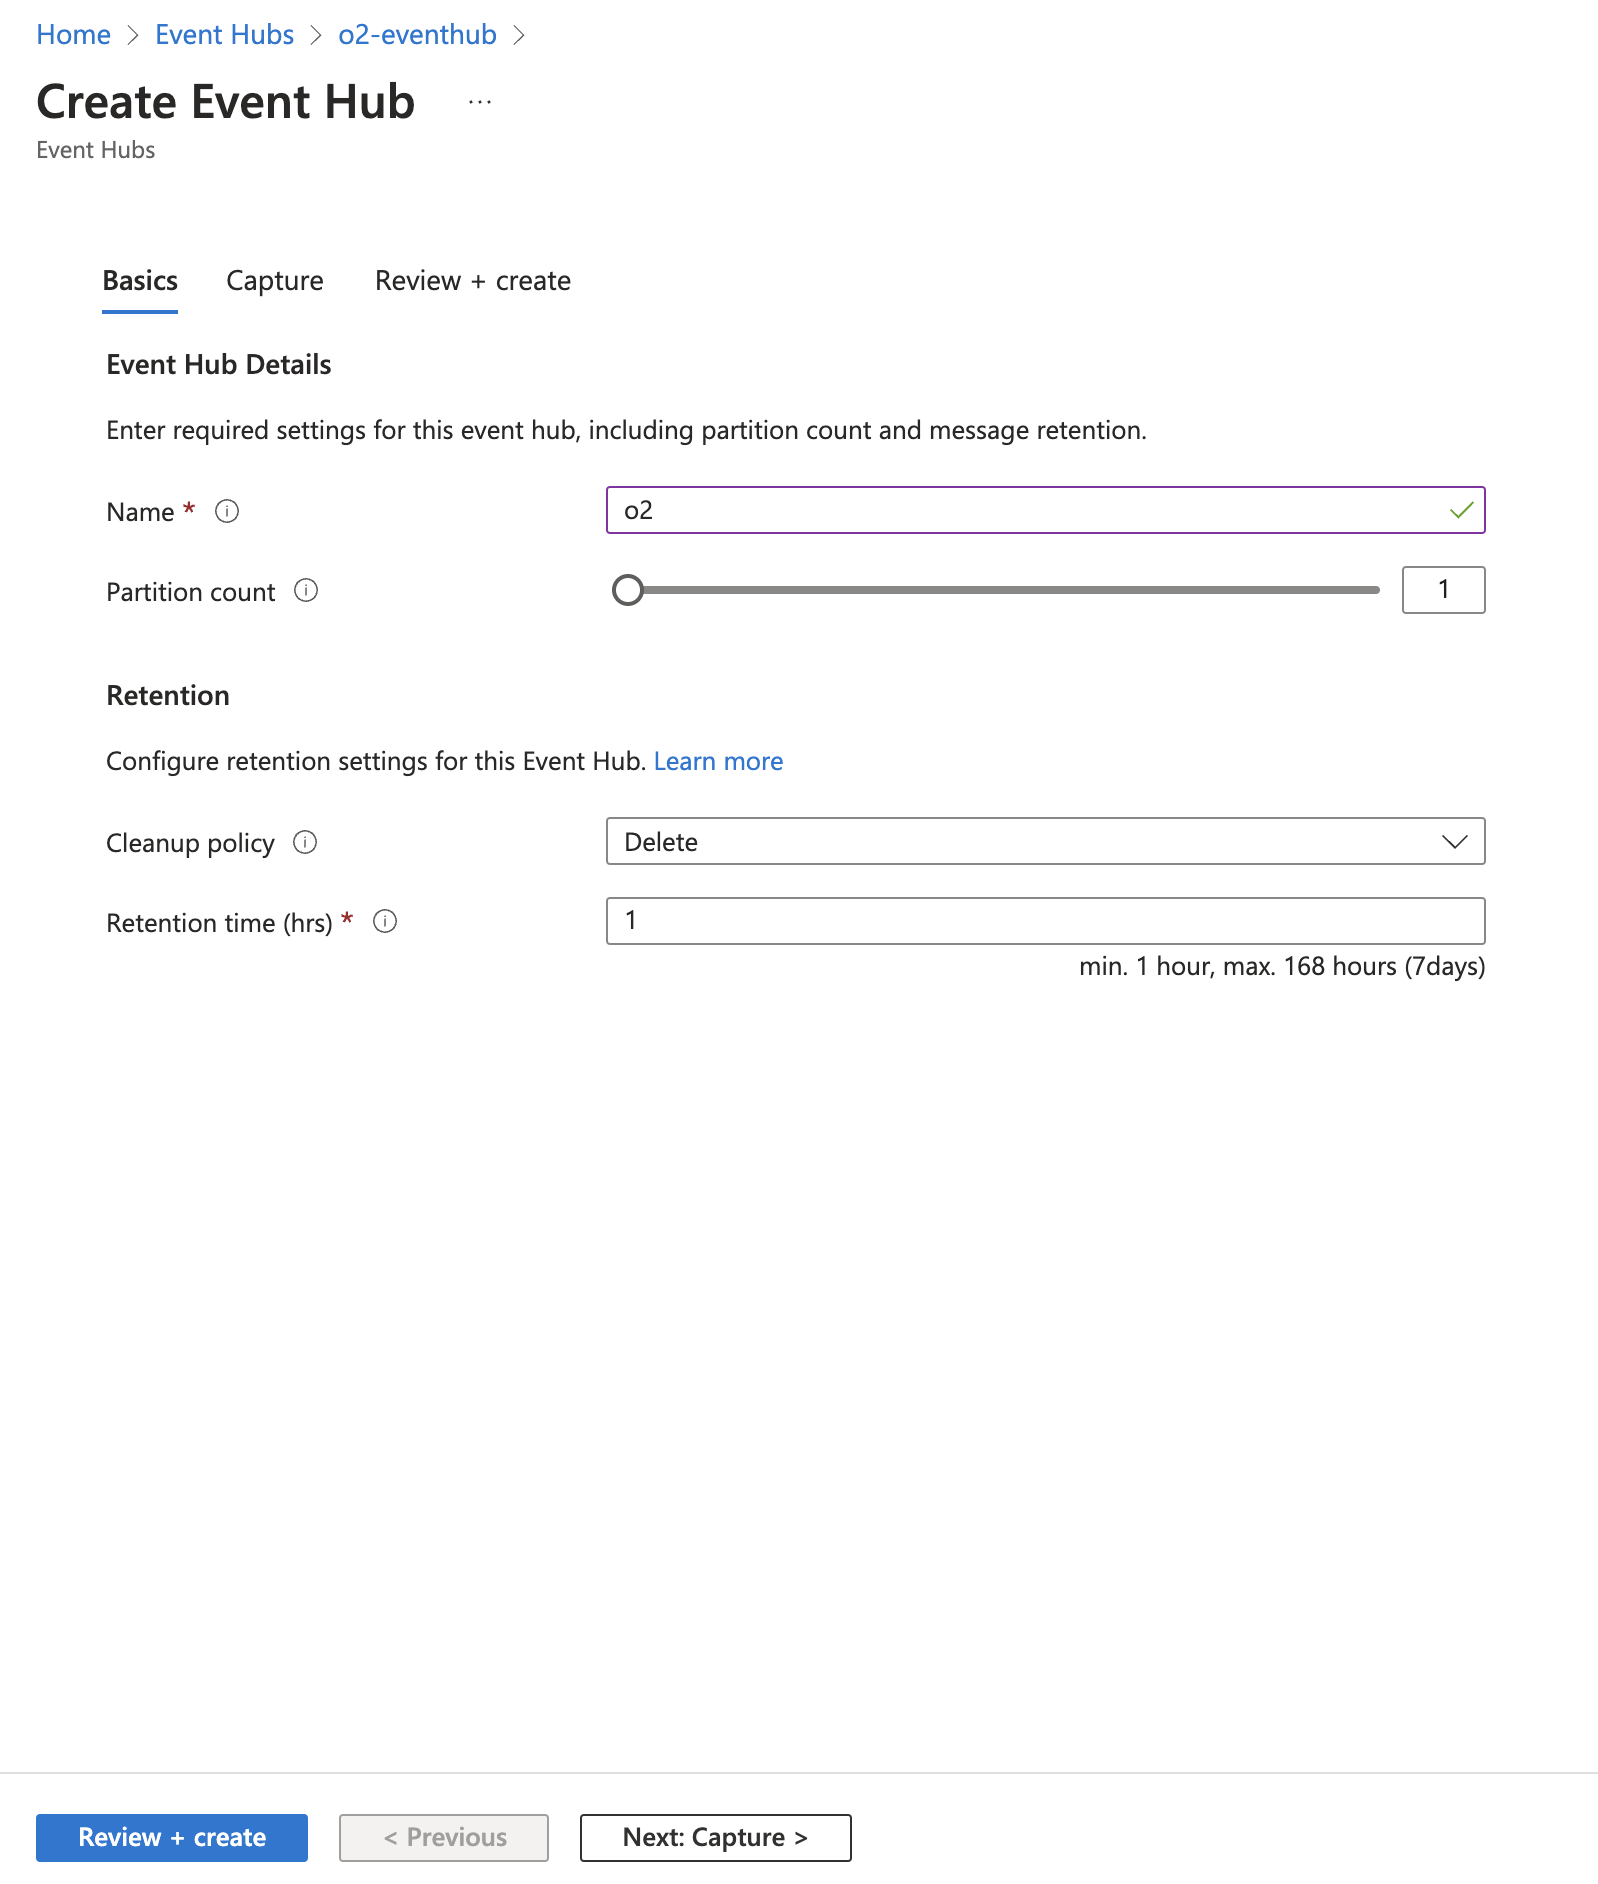 Home > Event Hubs > o2-eventhub >
Create Event Hub ...
Event Hubs
Basics Capture Review + create
Event Hub Details
Enter required settings for this event hub, including partition count and message retention.
Name * o2
Partition count 1
Retention
Configure retention settings for this Event Hub. Learn more
Cleanup policy Delete
Retention time (hrs) * 1
min. 1 hour, max. 168 hours (7days)
Review + create < Previous Next: Capture >